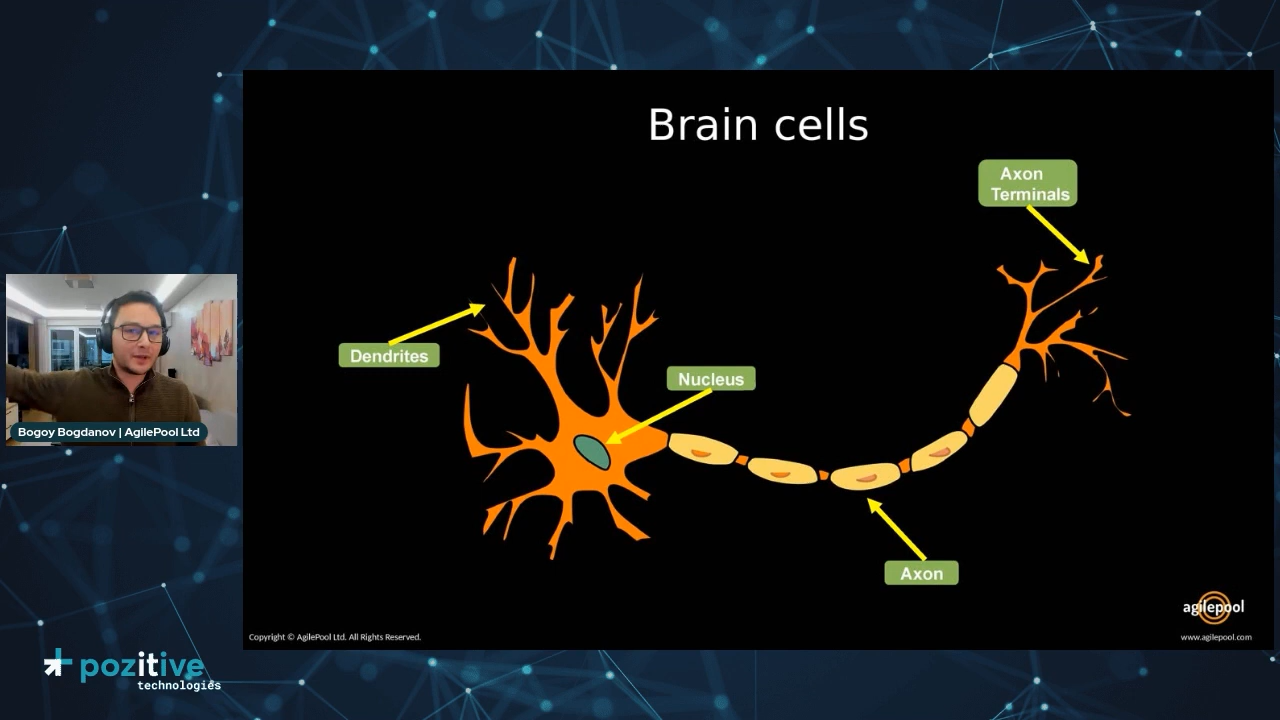 Brain cells
Axon
Terminals
Dendrites
Nucleus
Axon
Bogoy Bogdanov | AgilePool Ltd
agilepool
Copyright © AgilePool Ltd. All Rights Reserved.
www.agilepool.com
pozitive
technologies